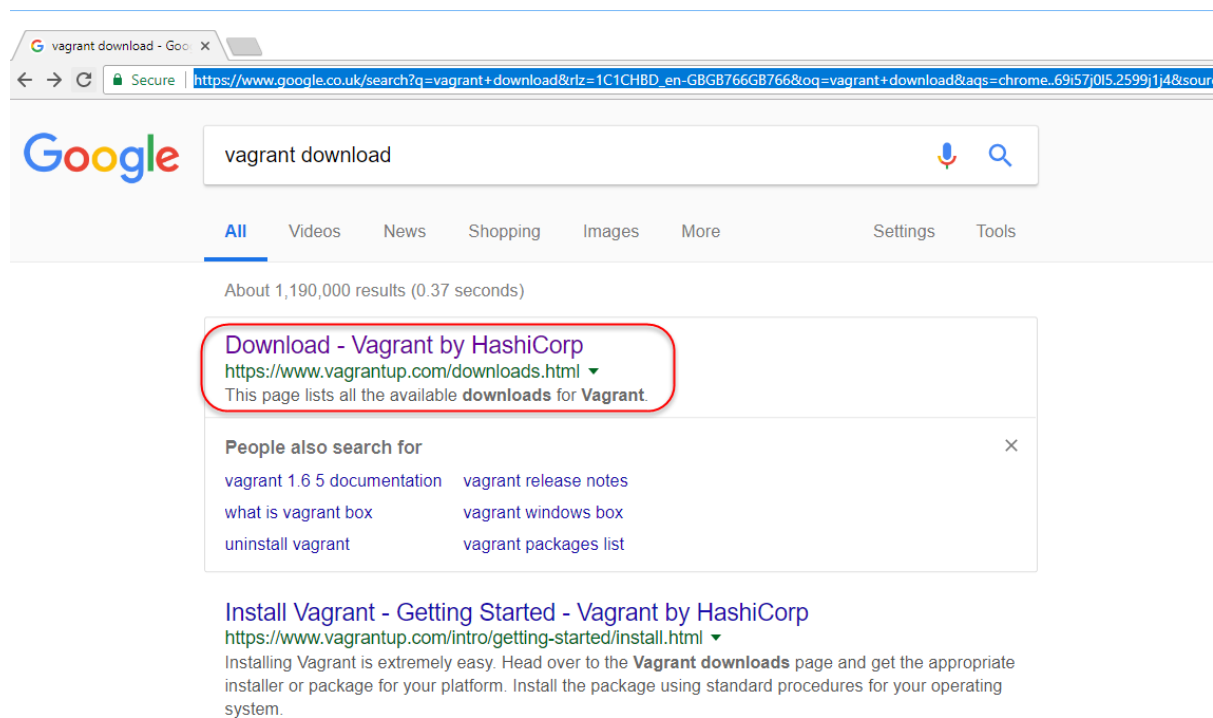 vagrant download - Goo
Secure https://www.google.co.uk/search?q=vagrant+download&rlz=1C1CHBD_en-GBGB766GB766&oq=vagrant+download&aqs=chrome..69i57j0l5.2599j1j4&sour
Google vagrant download
All Videos News Shopping Images More Settings Tools
About 1,190,000 results (0.37 seconds)
Download - Vagrant by HashiCorp
https://www.vagrantup.com/downloads.html
This page lists all the available downloads for Vagrant.
People also search for
vagrant 1.6 5 documentation vagrant release notes
what is vagrant box vagrant windows box
uninstall vagrant vagrant packages list
Install Vagrant - Getting Started - Vagrant by HashiCorp
https://www.vagrantup.com/intro/getting-started/install.html
Installing Vagrant is extremely easy. Head over to the Vagrant downloads page and get the appropriate
installer or package for your platform. Install the package using standard procedures for your operating
system.